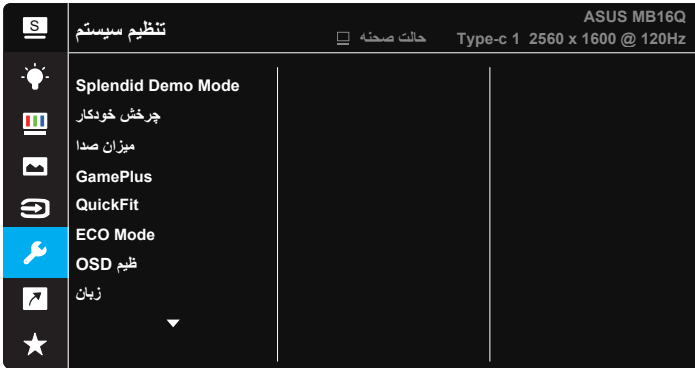 S
تنظیم سیستم
ASUS MB16Q
حالت صحنه Type-c 1 2560 x 1600 @ 120Hz
Splendid Demo Mode
چرخش خودکار
میزان صدا
GamePlus
QuickFit
ECO Mode
ظیم OSD
زبان